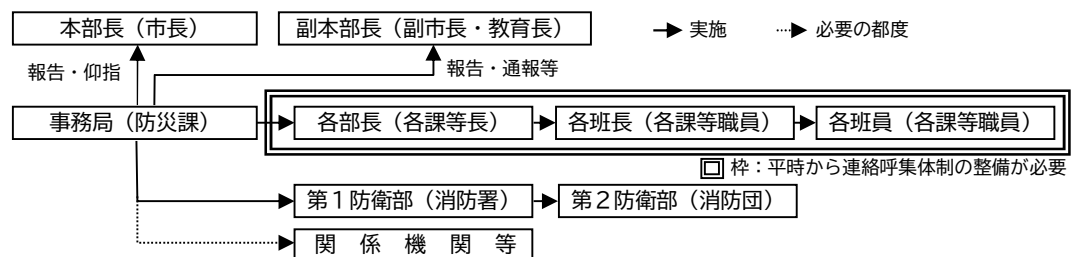 本部長（市長）
副本部長（副市長・教育長）
実施
必要の都度
報告・仰指
報告・通報等
事務局（防災課）
各部長（各課等長）
各班長（各課等職員）
各班員（各課等職員）
枠：平時から連絡呼集体制の整備が必要
第１防衛部（消防署）
第２防衛部（消防団）
関　係　機　関　等